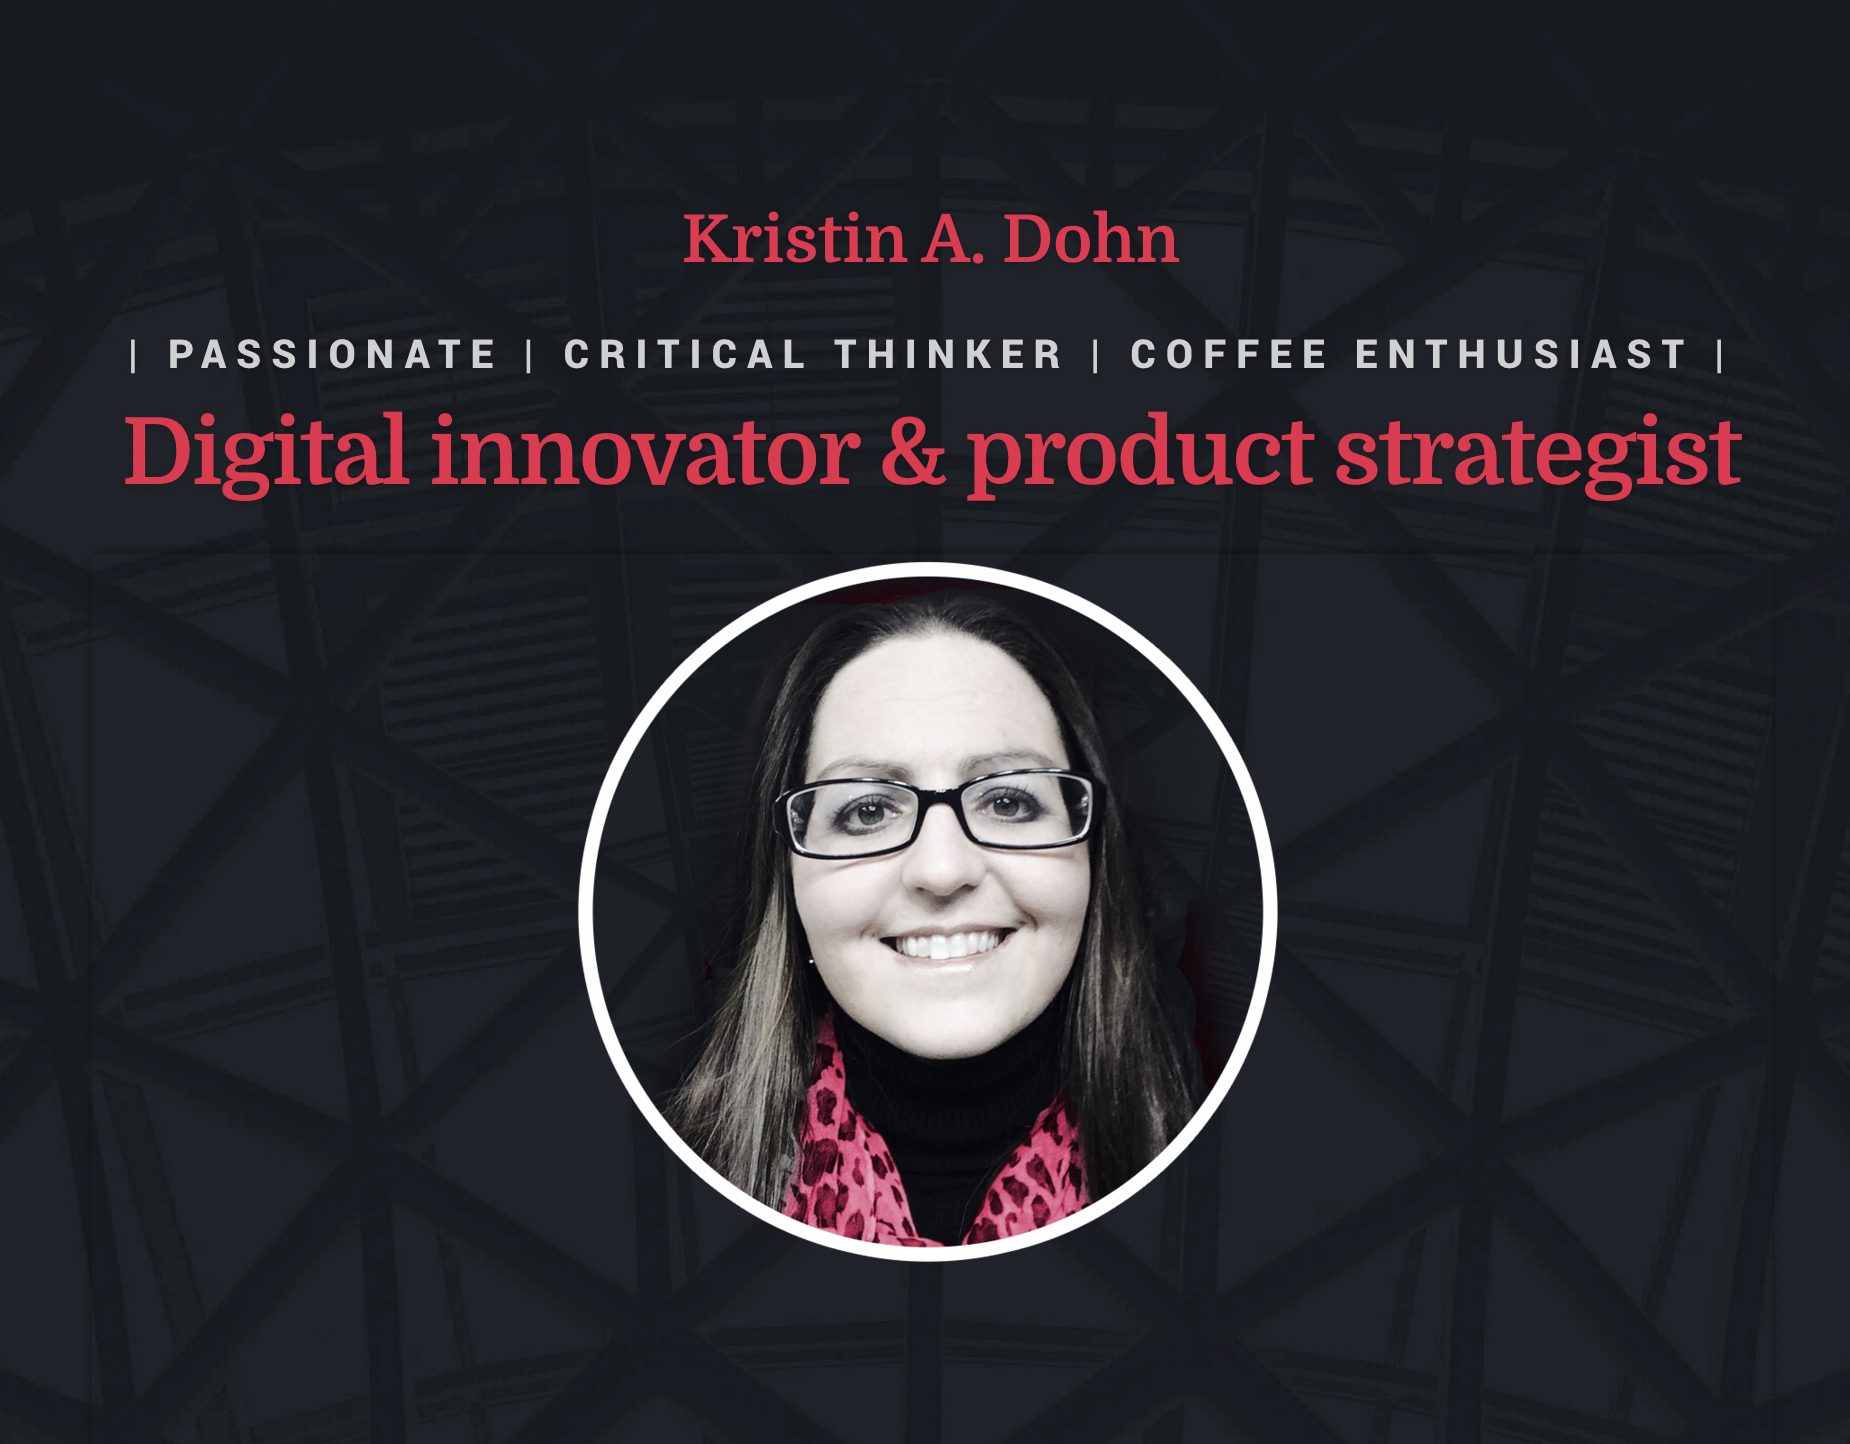 Kristin A. Dohn
| PASSIONATE | CRITICAL THINKER | COFFEE ENTHUSIAST |
Digital innovator & product strategist